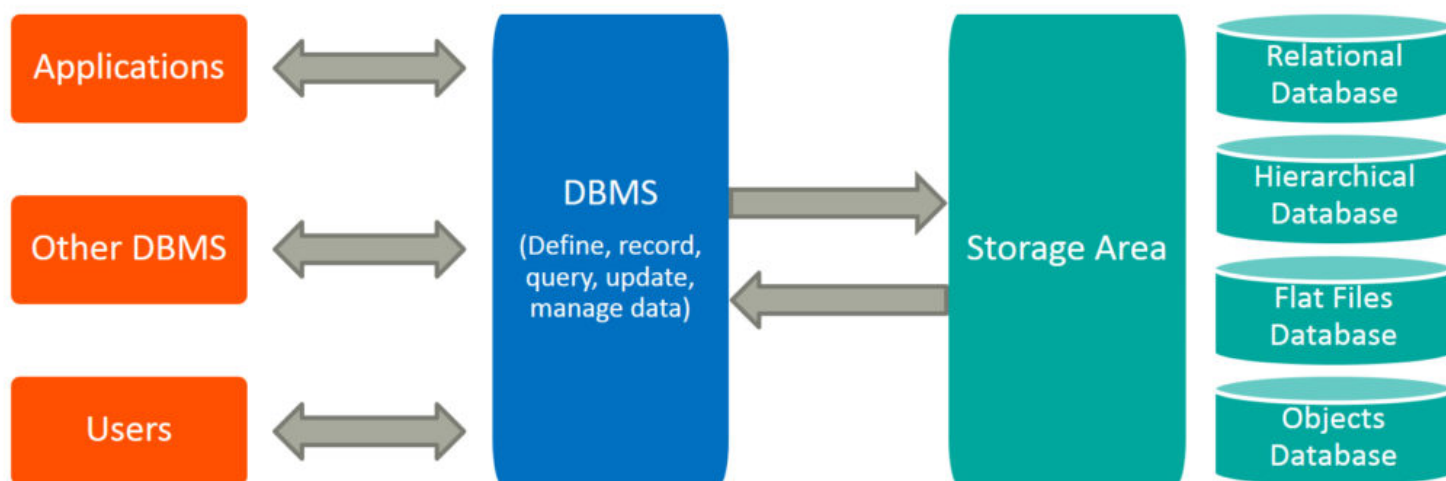 Applications
Other DBMS
Users
DBMS
(Define, record,
query, update,
manage data)
Storage Area
Relational
Database
Hierarchical
Database
Flat Files
Database
Objects
Database